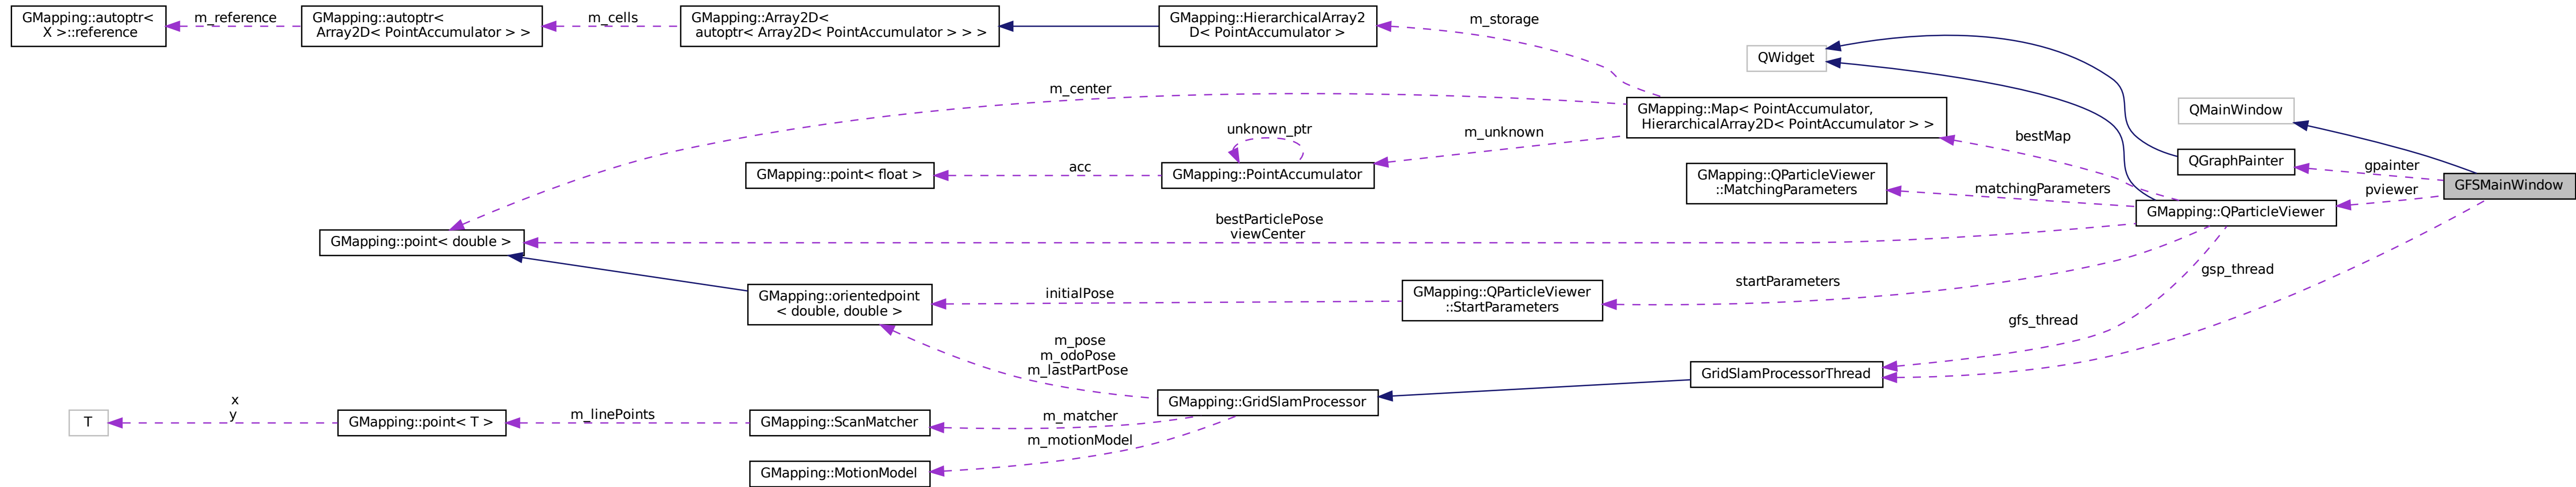 GMapping::autoptr<
X >::reference
m_reference
GMapping::autoptr<
Array2D< PointAccumulator > >
m_cells
GMapping::Array2D<
autoptr< Array2D< PointAccumulator > > >
GMapping::HierarchicalArray2
D< PointAccumulator >
m_storage
QWidget
m_center
GMapping::Map< PointAccumulator,
HierarchicalArray2D< PointAccumulator > >
QMainWindow
unknown_ptr
m_unknown
bestMap
GMapping::point< float >
acc
GMapping::PointAccumulator
GMapping::QParticleViewer
::MatchingParameters
matchingParameters
QGraphPainter
gpainter
pviewer
GFSMainWindow
GMapping::QParticleViewer
bestParticlePose
viewCenter
GMapping::point< double >
GMapping::orientedpoint
< double, double >
initialPose
GMapping::QParticleViewer
::StartParameters
startParameters
gsp_thread
gfs_thread
m_pose
m_odoPose
m_lastPartPose
GridSlamProcessorThread
GMapping::GridSlamProcessor
T
x
y
GMapping::point< T >
m_linePoints
GMapping::ScanMatcher
m_matcher
m_motionModel
GMapping::MotionModel